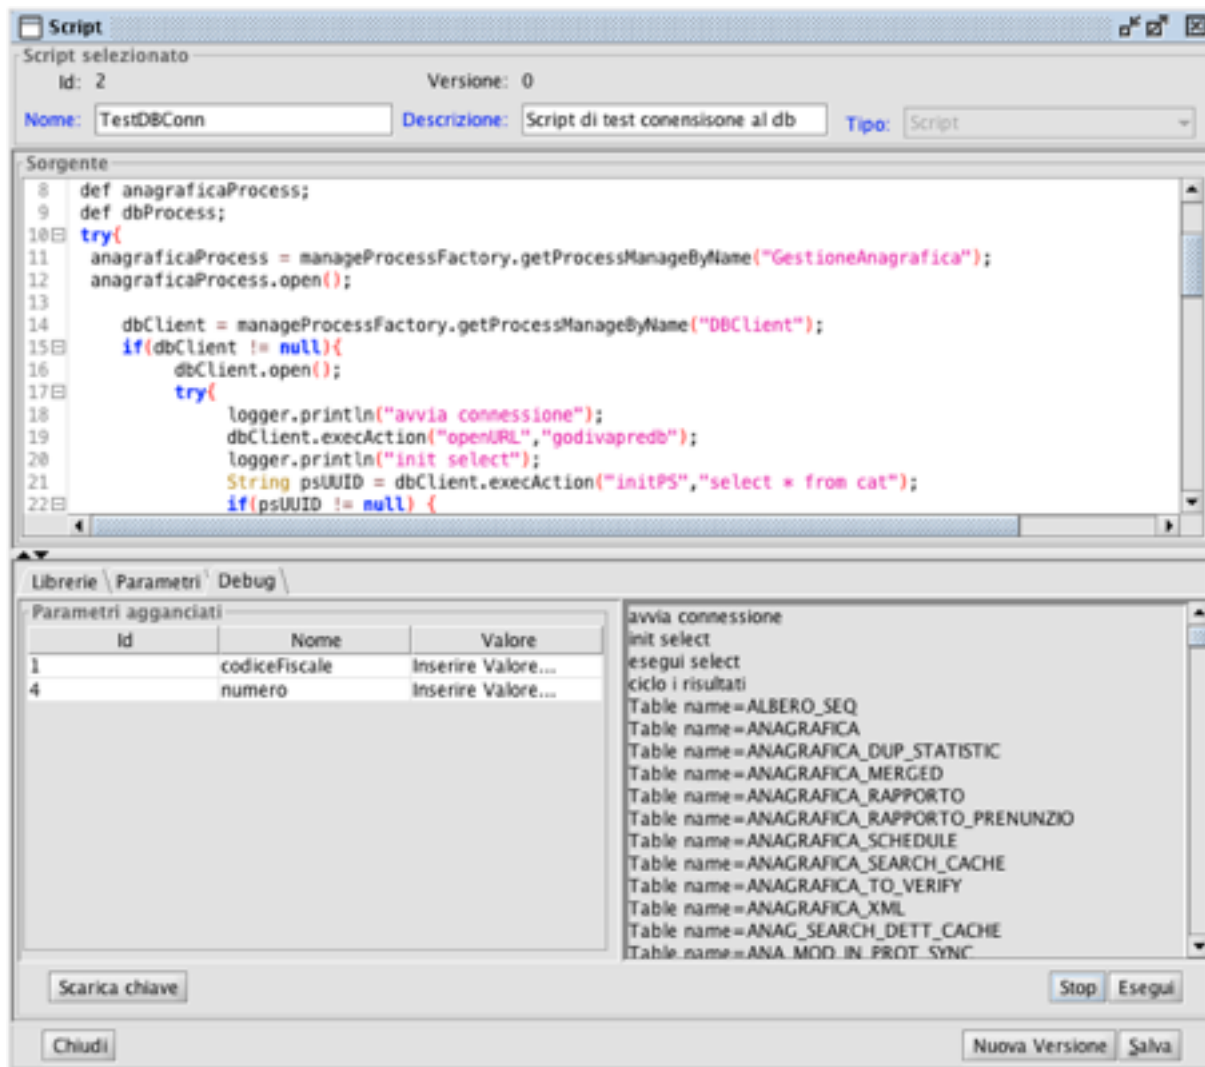 Script
Script selezionato
Id: 2 Versione: 0
Nome: TestDBConn Descrizione: Script di test conensisone al db Tipo: Script
Sorgente
8 def anagraficaProcess;
9 def dbProcess;
10 try{
11 anagraficaProcess = manageProcessFactory.getProcessManageByName("GestioneAnagrafica");
12 anagraficaProcess.open();
13
14 dbClient = manageProcessFactory.getProcessManageByName("DBClient");
15 if(dbClient != null){
16 dbClient.open();
17 try{
18 logger.println("avvia connessione");
19 dbClient.execAction("openURL","godivapredb");
20 logger.println("init select");
21 String psUUID = dbClient.execAction("initPS","select * from cat");
22 if(psUUID != null) {
Librerie Parametri Debug
Parametri agganciati
Id Nome Valore
1 codiceFiscale Inserire Valore...
4 numero Inserire Valore...
avvia connessione
init select
esegui select
ciclo i risultati
Table name=ALBERO_SEQ
Table name=ANAGRAFICA
Table name=ANAGRAFICA_DUP_STATISTIC
Table name=ANAGRAFICA_MERGED
Table name=ANAGRAFICA_RAPPORTO
Table name=ANAGRAFICA_RAPPORTO_PRENUNZIO
Table name=ANAGRAFICA_SCHEDULE
Table name=ANAGRAFICA_SEARCH_CACHE
Table name=ANAGRAFICA_TO_VERIFY
Table name=ANAGRAFICA_XML
Table name=ANAG_SEARCH_DETT_CACHE
Table name=ANA_MOD_IN_PROT_SYNC
Scarica chiave Stop Esegui
Chiudi Nuova Versione Salva